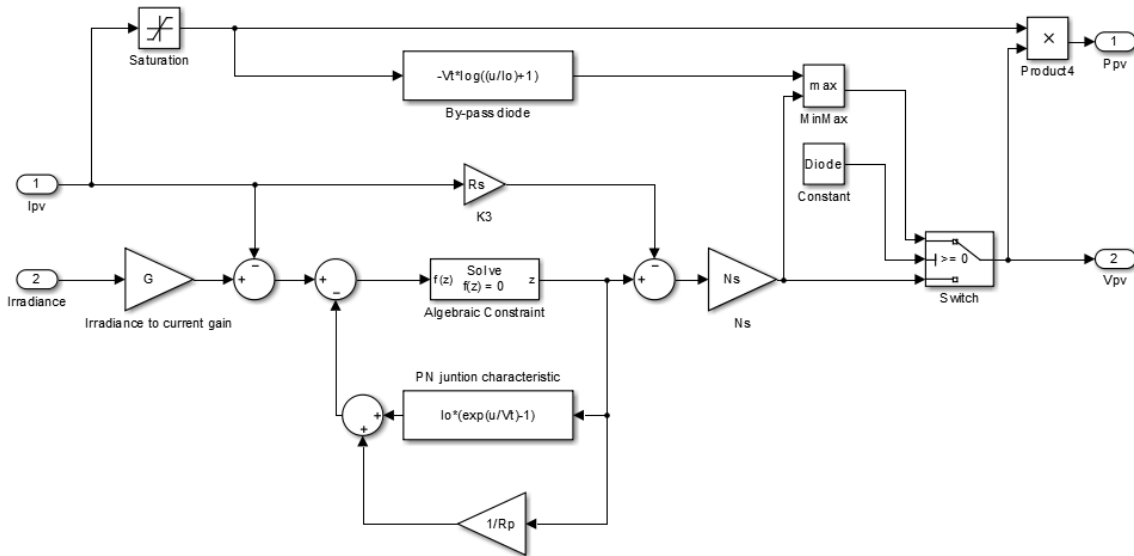 Saturation
-Vt*log((u/Io)+1)
By-pass diode
max
MinMax
×
Product4
1
Ppv
Diode
Constant
1
Ipv
Rs
K3
2
Irradiance
G
Irradiance to current gain
+
−
+
−
f(z)
Solve
f(z) = 0
z
Algebraic Constraint
+
−
Ns
Ns
>= 0
Switch
2
Vpv
PN juntion characteristic
Io*(exp(u/Vt)-1)
+
+
1/Rp